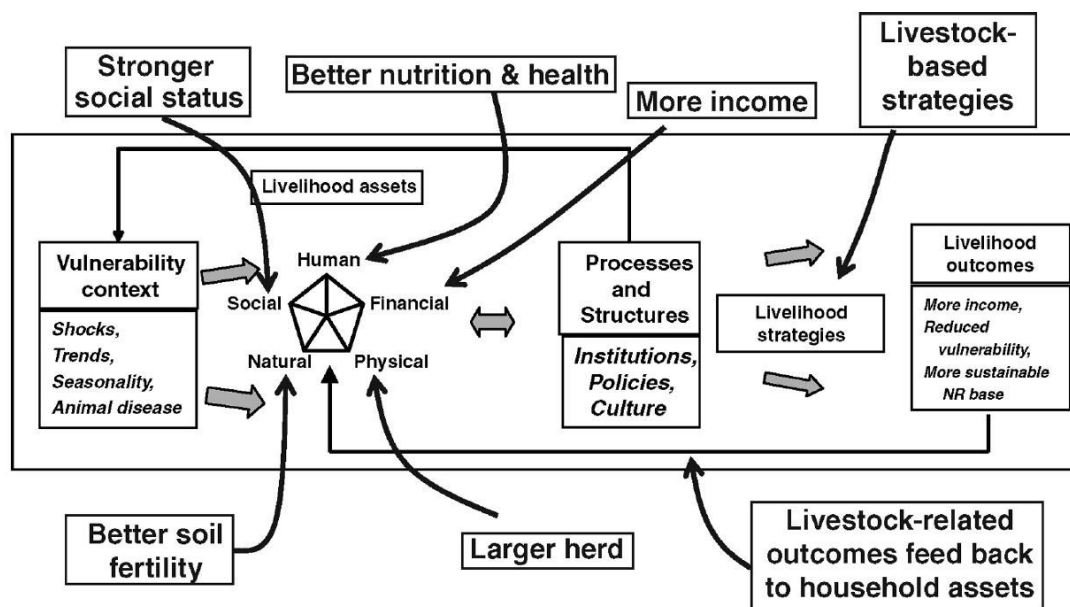 Stronger
social status
Better nutrition & health
More income
Livestock-
based
strategies
Livelihood assets
Vulnerability
context
Shocks,
Trends,
Seasonality,
Animal disease
Human
Social
Financial
Natural
Physical
Processes
and
Structures
Institutions,
Policies,
Culture
Livelihood
strategies
Livelihood
outcomes
More income,
Reduced
vulnerability,
More sustainable
NR base
Better soil
fertility
Larger herd
Livestock-related
outcomes feed back
to household assets